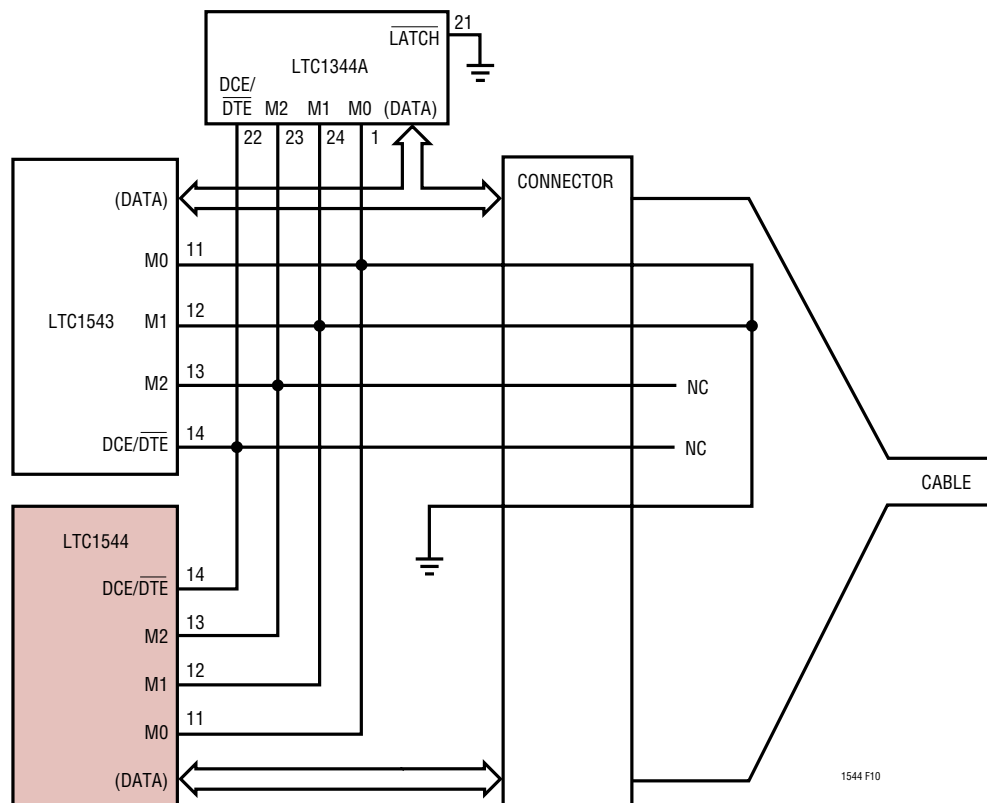 21
LATCH
LTC1344A
DCE/
DTE M2 M1 M0 (DATA)
22 23 24 1
CONNECTOR
(DATA)
M0 11
LTC1543 M1 12
M2 13 NC
DCE/DTE 14 NC
CABLE
LTC1544
DCE/DTE 14
M2 13
M1 12
M0 11
(DATA)
1544 F10